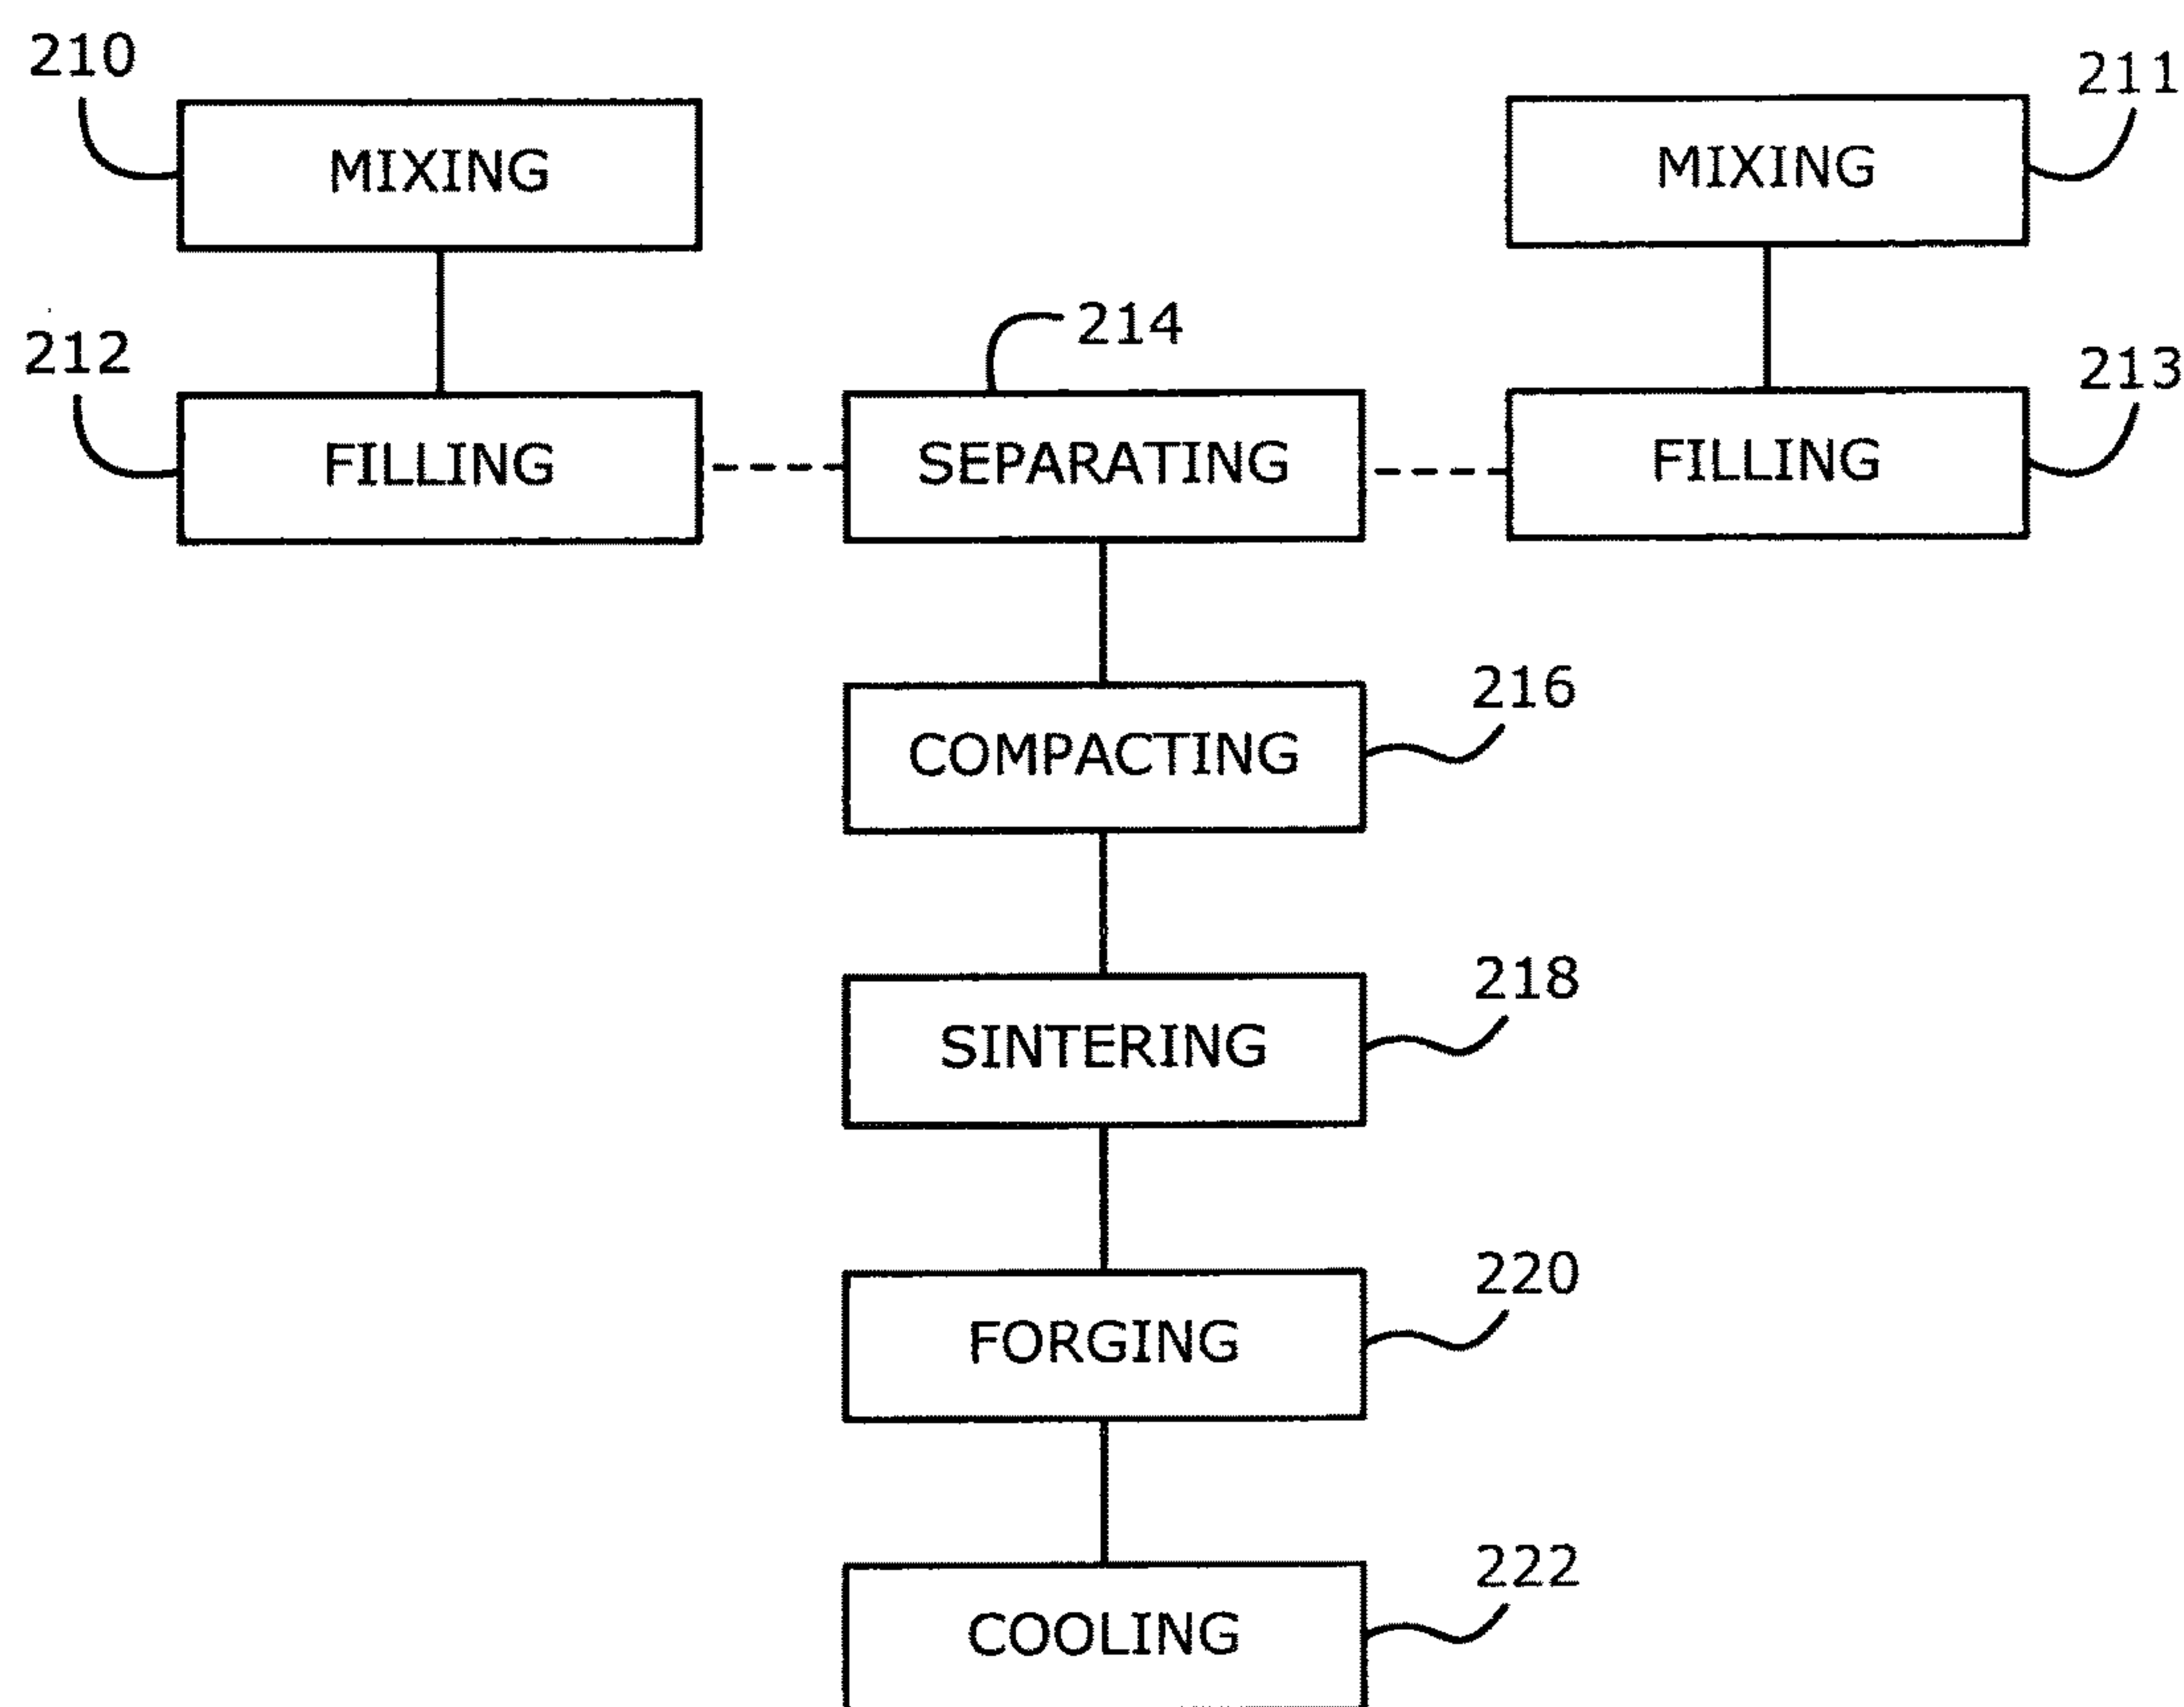 210
211
MIXING
MIXING
214
212
213
FILLING
SEPARATING
FILLING
216
COMPACTING
218
SINTERING
220
FORGING
222
COOLING